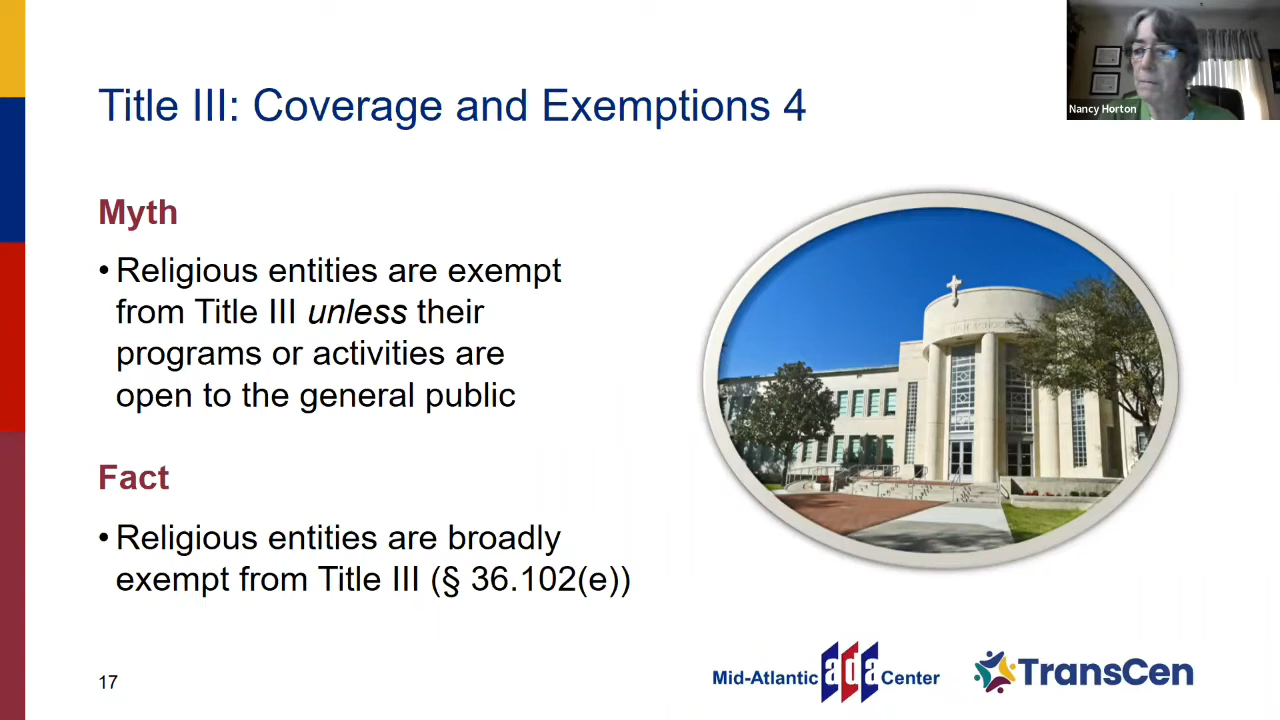 Nancy Horton
Title III: Coverage and Exemptions 4
Myth
• Religious entities are exempt
from Title III unless their
programs or activities are
open to the general public
Fact
• Religious entities are broadly
exempt from Title III (§ 36.102(e))
17
Mid-Atlantic ada Center
TransCen